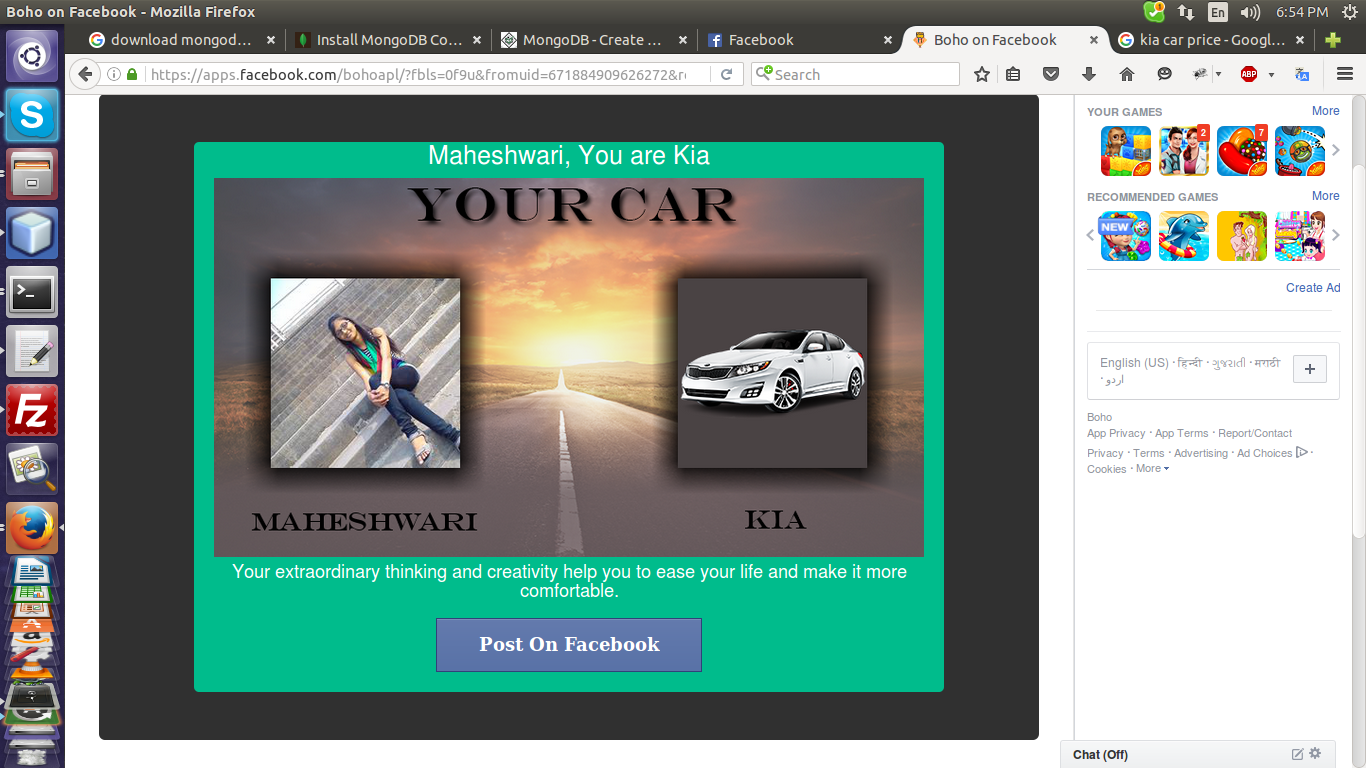 Boho on Facebook - Mozilla Firefox
En
6:54 PM
download mongod...
Install MongoDB Co...
MongoDB - Create ...
Facebook
Boho on Facebook
kia car price - Googl...
https://apps.facebook.com/bohoapl/?fbls=0f9u&fromuid=671884909626272&r
Search
ABP
Maheshwari, You are Kia
YOUR CAR
MAHESHWARI
KIA
Your extraordinary thinking and creativity help you to ease your life and make it more
comfortable.
Post On Facebook
YOUR GAMES
More
2
7
RECOMMENDED GAMES
More
NEW
Create Ad
English (US) · हिन्दी · ગુજરાતી · मराठी
· اردو
+
Boho
App Privacy · App Terms · Report/Contact
Privacy · Terms · Advertising · Ad Choices ·
Cookies · More
Chat (Off)